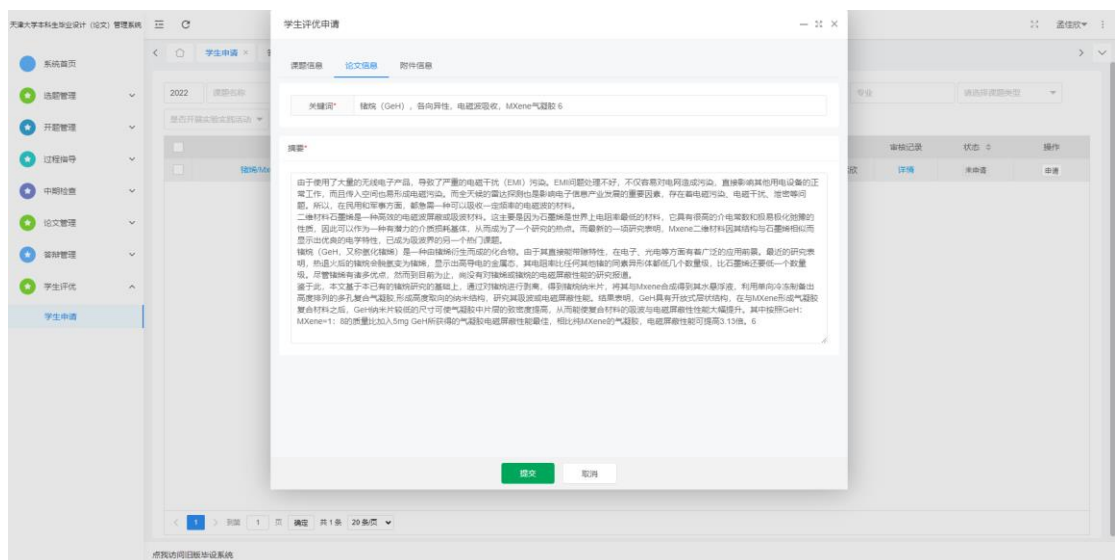 天津大学本科生毕业设计（论文）管理系统
孟佳欣
系统首页
选题管理
开题管理
过程指导
中期检查
论文管理
答辩管理
学生评优
学生申请
学生申请 ×
2022
课题名称
专业
请选择课题类型
是否开展实验实践活动
审核记录
状态
操作
锗烯/Mx
欣
详情
未申请
申请
学生评优申请
课题信息
论文信息
附件信息
关键词*
锗烷（GeH），各向异性，电磁波吸收，MXene气凝胶 6
摘要*
由于使用了大量的无线电子产品，导致了严重的电磁干扰（EMI）污染。EMI问题处理不好，不仅容易对电网造成污染，直接影响其他用电设备的正
常工作，而且传入空间也易形成电磁污染。而全天候的雷达探测也是影响电子信息产业发展的重要因素，存在着电磁污染、电磁干扰、泄密等问
题。所以，在民用和军事方面，都急需一种可以吸收一定频率的电磁波的材料。
二维材料石墨烯是一种高效的电磁波屏蔽或吸波材料。这主要是因为石墨烯是世界上电阻率最低的材料，它具有很高的介电常数和极易极化弛豫的
性质，因此可以作为一种有潜力的介质损耗基体，从而成为了一个研究的热点。而最新的一项研究表明，Mxene二维材料因其结构与石墨烯相似而
显示出优良的电学特性，已成为吸波界的另一个热门课题。
锗烷（GeH，又称氢化锗烯）是一种由锗烯衍生而成的化合物。由于其直接能带隙特性，在电子、光电等方面有着广泛的应用前景。最近的研究表
明，热退火后的锗烷会脱氢变为锗烯，显示出高导电的金属态，其电阻率比任何其他锗的同素异形体都低几个数量级，比石墨烯还要低一个数量
级。尽管锗烯有诸多优点，然而到目前为止，尚没有对锗烯或锗烷的电磁屏蔽性能的研究报道。
鉴于此，本文基于本已有的锗烷研究的基础上，通过对锗烷进行剥离，得到锗烷纳米片，将其与Mxene合成得到其水悬浮液，利用单向冷冻制备出
高度排列的多孔复合气凝胶,形成高度取向的纳米结构，研究其吸波或电磁屏蔽性能。结果表明，GeH具有开放式层状结构，在与MXene形成气凝胶
复合材料之后，GeH纳米片较低的尺寸可使气凝胶中片层的致密度提高，从而能使复合材料的吸波与电磁屏蔽性性能大幅提升。其中按照GeH：
MXene=1：8的质量比加入5mg GeH所获得的气凝胶电磁屏蔽性能最佳，相比纯MXene的气凝胶，电磁屏蔽性能可提高3.13倍。6
提交
取消
1
到第 1 页 确定 共 1 条 20 条/页
点我访问旧版毕设系统